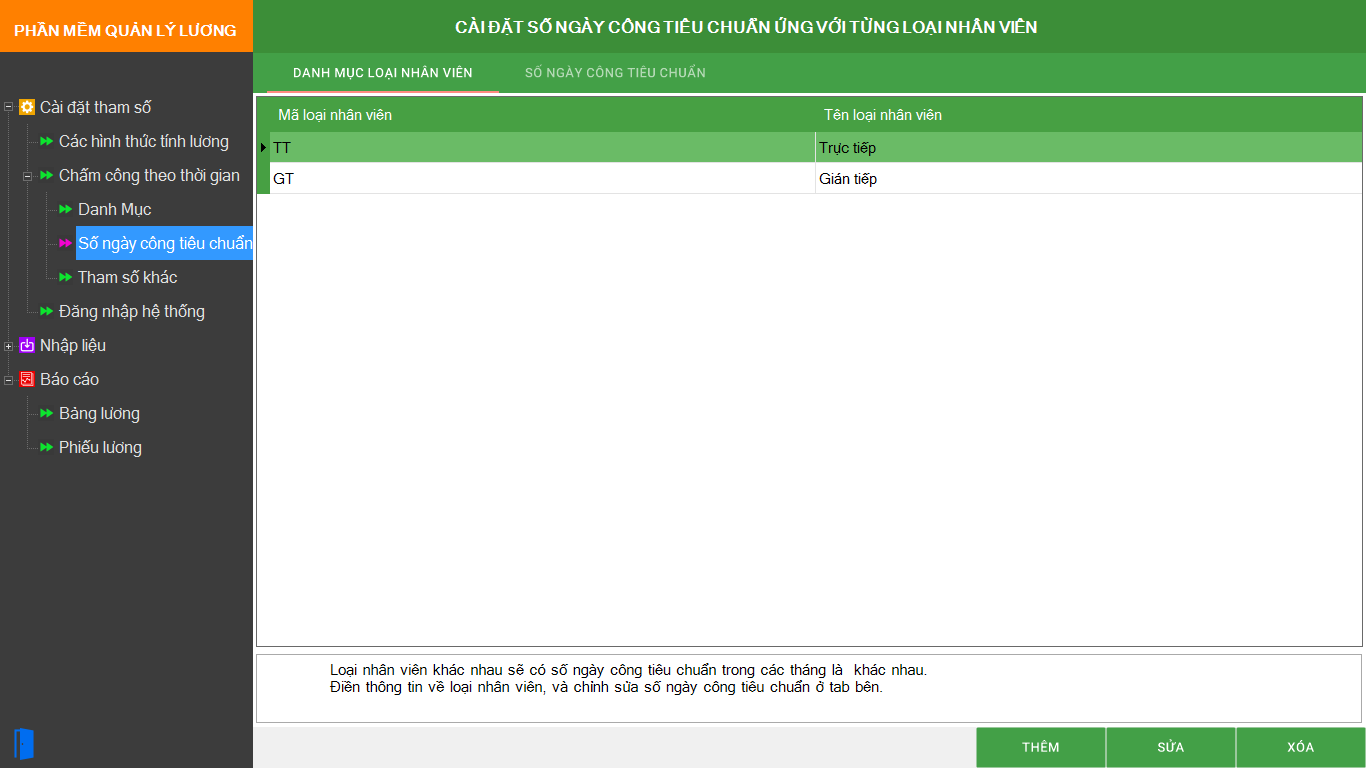 PHẦN MỀM QUẢN LÝ LƯƠNG
CÀI ĐẶT SỐ NGÀY CÔNG TIÊU CHUẨN ỨNG VỚI TỪNG LOẠI NHÂN VIÊN
DANH MỤC LOẠI NHÂN VIÊN
SỐ NGÀY CÔNG TIÊU CHUẨN
Cài đặt tham số
Các hình thức tính lương
Chấm công theo thời gian
Danh Mục
Số ngày công tiêu chuẩn
Tham số khác
Đăng nhập hệ thống
Nhập liệu
Báo cáo
Bảng lương
Phiếu lương
Mã loại nhân viên
Tên loại nhân viên
TT
Trực tiếp
GT
Gián tiếp
Loại nhân viên khác nhau sẽ có số ngày công tiêu chuẩn trong các tháng là khác nhau.
Điền thông tin về loại nhân viên, và chỉnh sửa số ngày công tiêu chuẩn ở tab bên.
THÊM
SỬA
XÓA